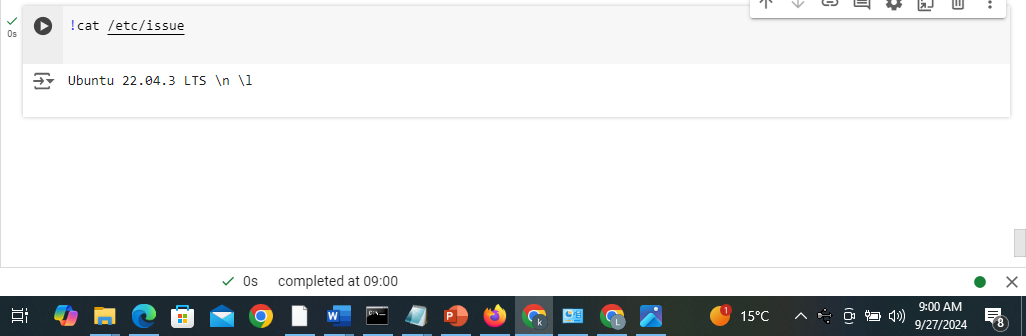 0s
!cat /etc/issue
Ubuntu 22.04.3 LTS \n \l
0s completed at 09:00
1
15°C
9:00 AM
9/27/2024
8